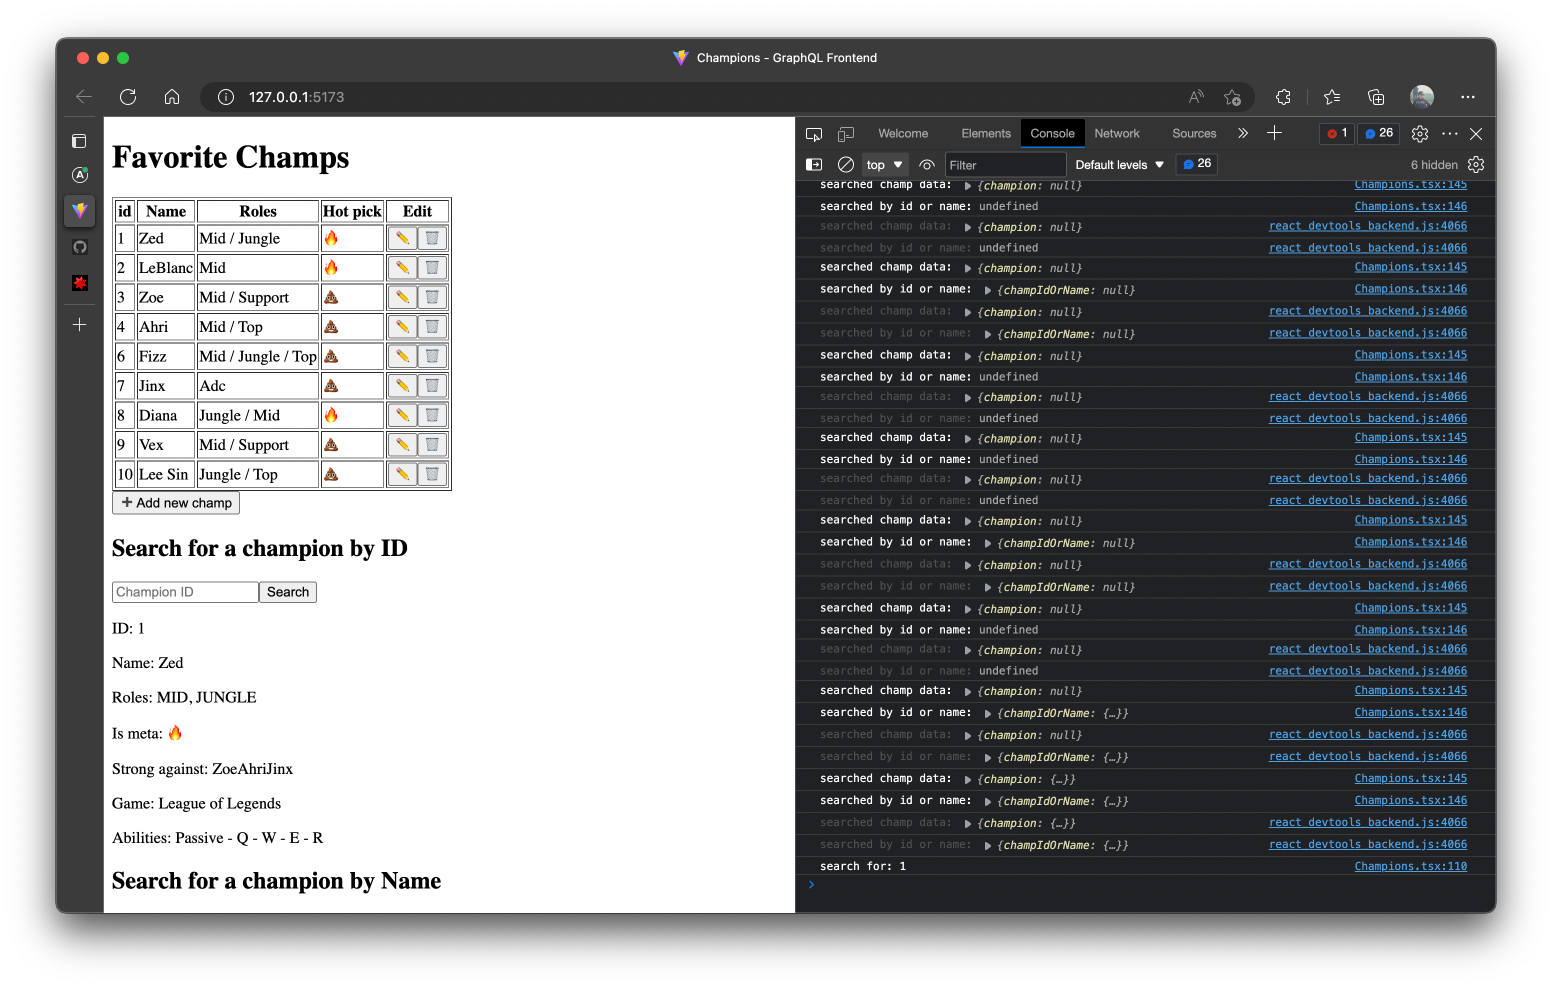 Champions - GraphQL Frontend
127.0.0.1:5173
Favorite Champs
id Name Roles Hot pick Edit
1 Zed Mid / Jungle 🔥 ✏️ 🗑️
2 LeBlanc Mid 🔥 ✏️ 🗑️
3 Zoe Mid / Support 💩 ✏️ 🗑️
4 Ahri Mid / Top 💩 ✏️ 🗑️
6 Fizz Mid / Jungle / Top 💩 ✏️ 🗑️
7 Jinx Adc 💩 ✏️ 🗑️
8 Diana Jungle / Mid 🔥 ✏️ 🗑️
9 Vex Mid / Support 💩 ✏️ 🗑️
10 Lee Sin Jungle / Top 💩 ✏️ 🗑️
+ Add new champ
Search for a champion by ID
Champion ID Search
ID: 1
Name: Zed
Roles: MID, JUNGLE
Is meta: 🔥
Strong against: ZoeAhriJinx
Game: League of Legends
Abilities: Passive - Q - W - E - R
Search for a champion by Name
Welcome Elements Console Network Sources 1 26
top Filter Default levels 26 6 hidden
searched champ data: {champion: null} Champions.tsx:145
searched by id or name: undefined Champions.tsx:146
searched champ data: {champion: null} react_devtools_backend.js:4066
searched by id or name: undefined react_devtools_backend.js:4066
searched champ data: {champion: null} Champions.tsx:145
searched by id or name: {champIdOrName: null} Champions.tsx:146
searched champ data: {champion: null} react_devtools_backend.js:4066
searched by id or name: {champIdOrName: null} react_devtools_backend.js:4066
searched champ data: {champion: null} Champions.tsx:145
searched by id or name: undefined Champions.tsx:146
searched champ data: {champion: null} react_devtools_backend.js:4066
searched by id or name: undefined react_devtools_backend.js:4066
searched champ data: {champion: null} Champions.tsx:145
searched by id or name: undefined Champions.tsx:146
searched champ data: {champion: null} react_devtools_backend.js:4066
searched by id or name: undefined react_devtools_backend.js:4066
searched champ data: {champion: null} Champions.tsx:145
searched by id or name: {champIdOrName: null} Champions.tsx:146
searched champ data: {champion: null} react_devtools_backend.js:4066
searched by id or name: {champIdOrName: null} react_devtools_backend.js:4066
searched champ data: {champion: null} Champions.tsx:145
searched by id or name: undefined Champions.tsx:146
searched champ data: {champion: null} react_devtools_backend.js:4066
searched by id or name: undefined react_devtools_backend.js:4066
searched champ data: {champion: null} Champions.tsx:145
searched by id or name: {champIdOrName: {…}} Champions.tsx:146
searched champ data: {champion: null} react_devtools_backend.js:4066
searched by id or name: {champIdOrName: {…}} react_devtools_backend.js:4066
searched champ data: {champion: {…}} Champions.tsx:145
searched by id or name: {champIdOrName: {…}} Champions.tsx:146
searched champ data: {champion: {…}} react_devtools_backend.js:4066
searched by id or name: {champIdOrName: {…}} react_devtools_backend.js:4066
search for: 1 Champions.tsx:110